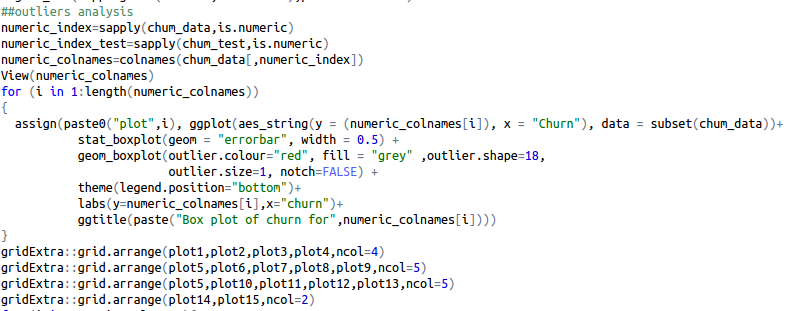 ##outliers analysis
numeric_index=sapply(chum_data,is.numeric)
numeric_index_test=sapply(chum_test,is.numeric)
numeric_colnames=colnames(chum_data[,numeric_index])
View(numeric_colnames)
for (i in 1:length(numeric_colnames))
{
  assign(paste0("plot",i), ggplot(aes_string(y = (numeric_colnames[i]), x = "Churn"), data = subset(chum_data))+
           stat_boxplot(geom = "errorbar", width = 0.5) +
           geom_boxplot(outlier.colour="red", fill = "grey" ,outlier.shape=18,
                        outlier.size=1, notch=FALSE) +
           theme(legend.position="bottom")+
           labs(y=numeric_colnames[i],x="churn")+
           ggtitle(paste("Box plot of churn for",numeric_colnames[i])))
}
gridExtra::grid.arrange(plot1,plot2,plot3,plot4,ncol=4)
gridExtra::grid.arrange(plot5,plot6,plot7,plot8,plot9,ncol=5)
gridExtra::grid.arrange(plot5,plot10,plot11,plot12,plot13,ncol=5)
gridExtra::grid.arrange(plot14,plot15,ncol=2)